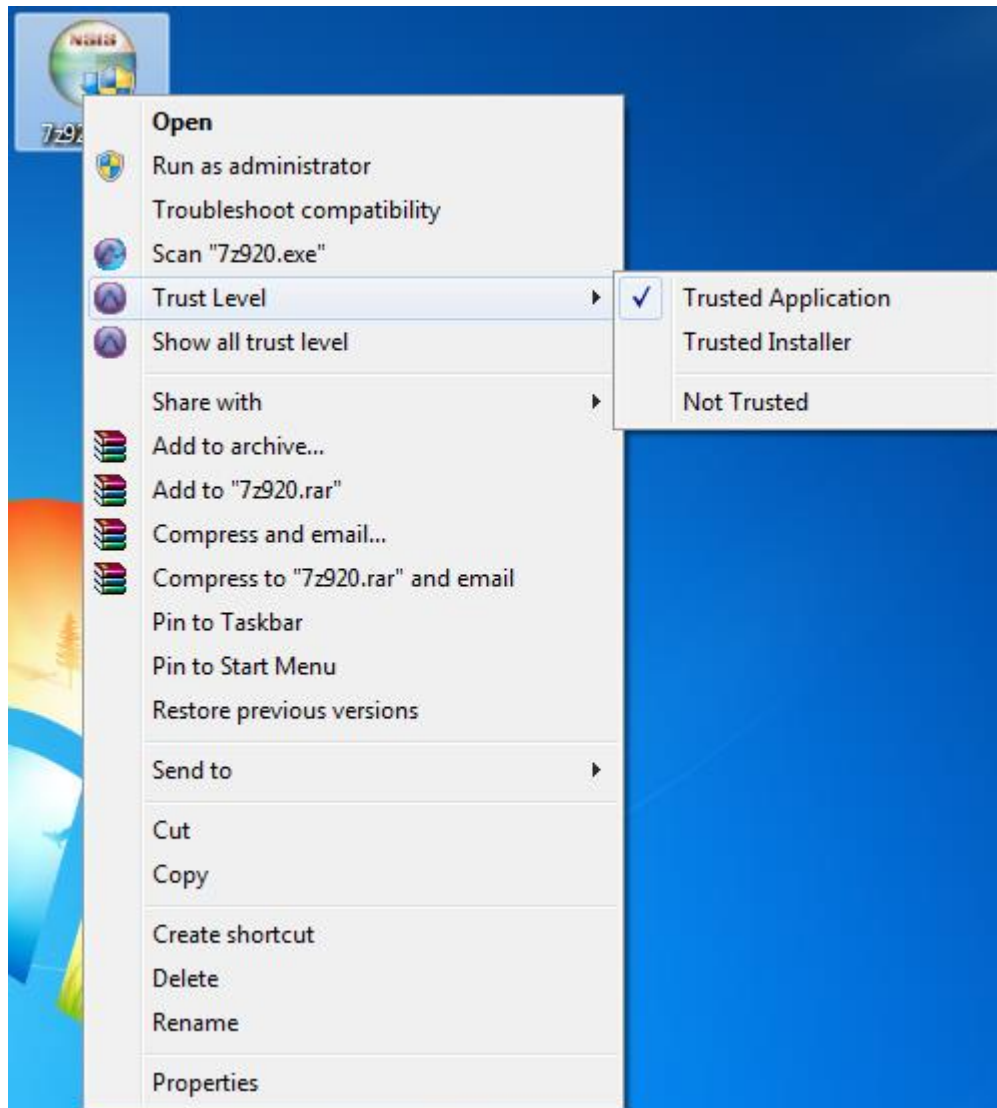 NSIS
7z92
Open
Run as administrator
Troubleshoot compatibility
Scan "7z920.exe"
Trust Level
Trusted Application
Show all trust level
Trusted Installer
Share with
Not Trusted
Add to archive...
Add to "7z920.rar"
Compress and email...
Compress to "7z920.rar" and email
Pin to Taskbar
Pin to Start Menu
Restore previous versions
Send to
Cut
Copy
Create shortcut
Delete
Rename
Properties